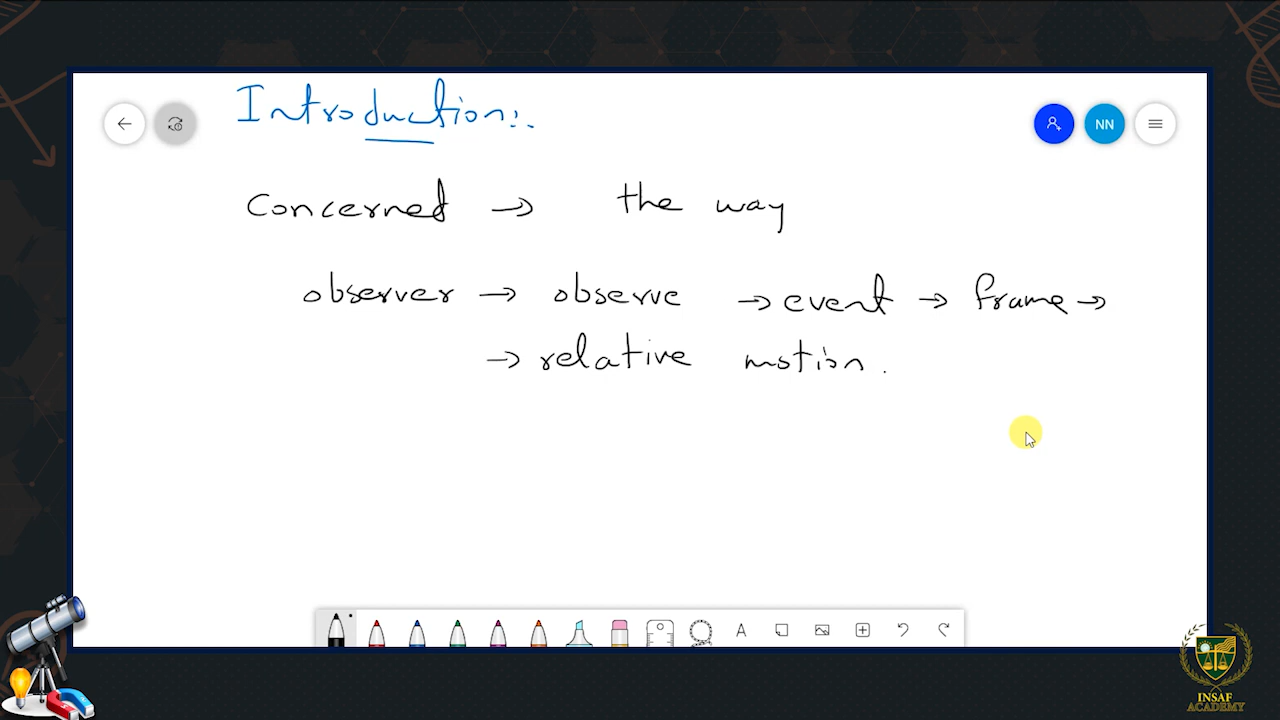 Introduction:.
NN
Concerned → the way
observer → observe → event → frame →
→ relative motion.
A
INSAF
ACADEMY